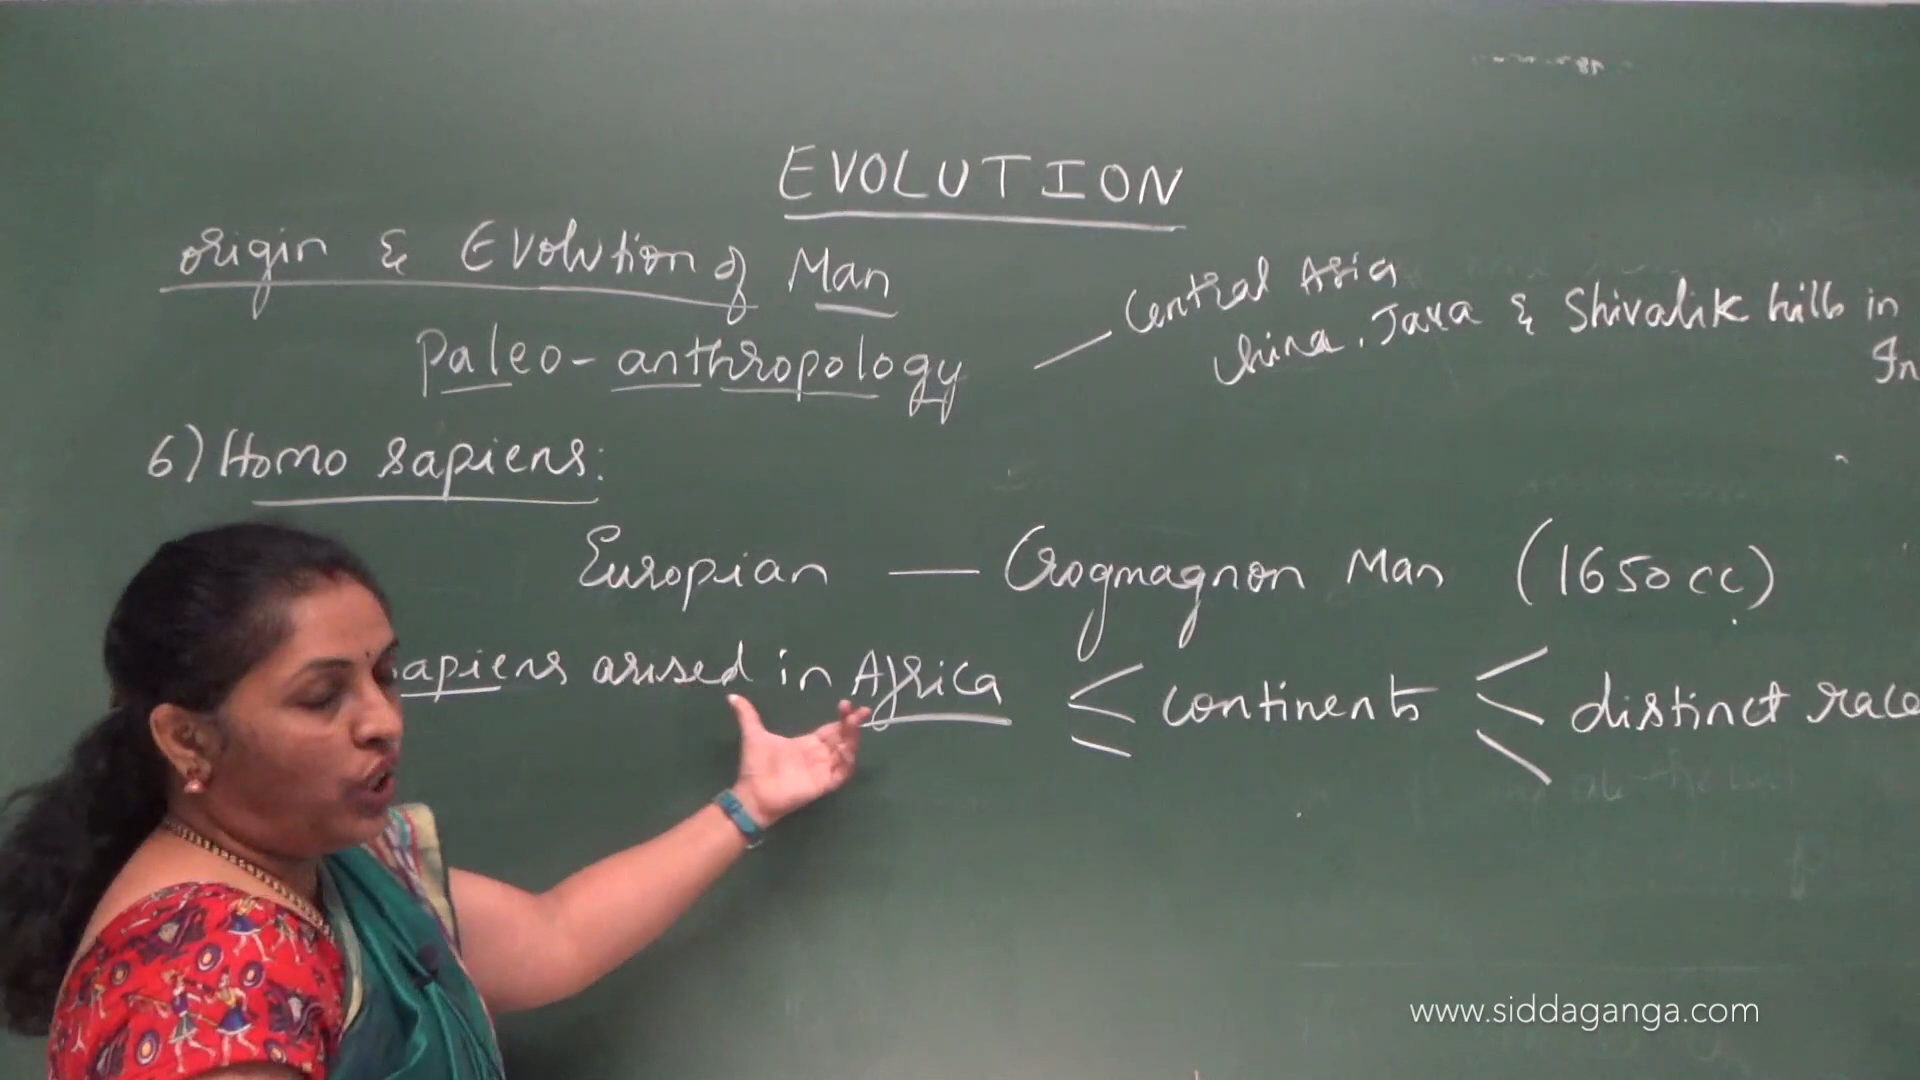 EVOLUTION
origin & Evolution of Man
Paleo-anthropology
Central Asia
China, Java & Shivalik hills in
In
6) Homo sapiens:
Europian — Crogmagnon Man (1650 cc)
sapiens arised in Africa
continents
distinct race
www.siddaganga.com